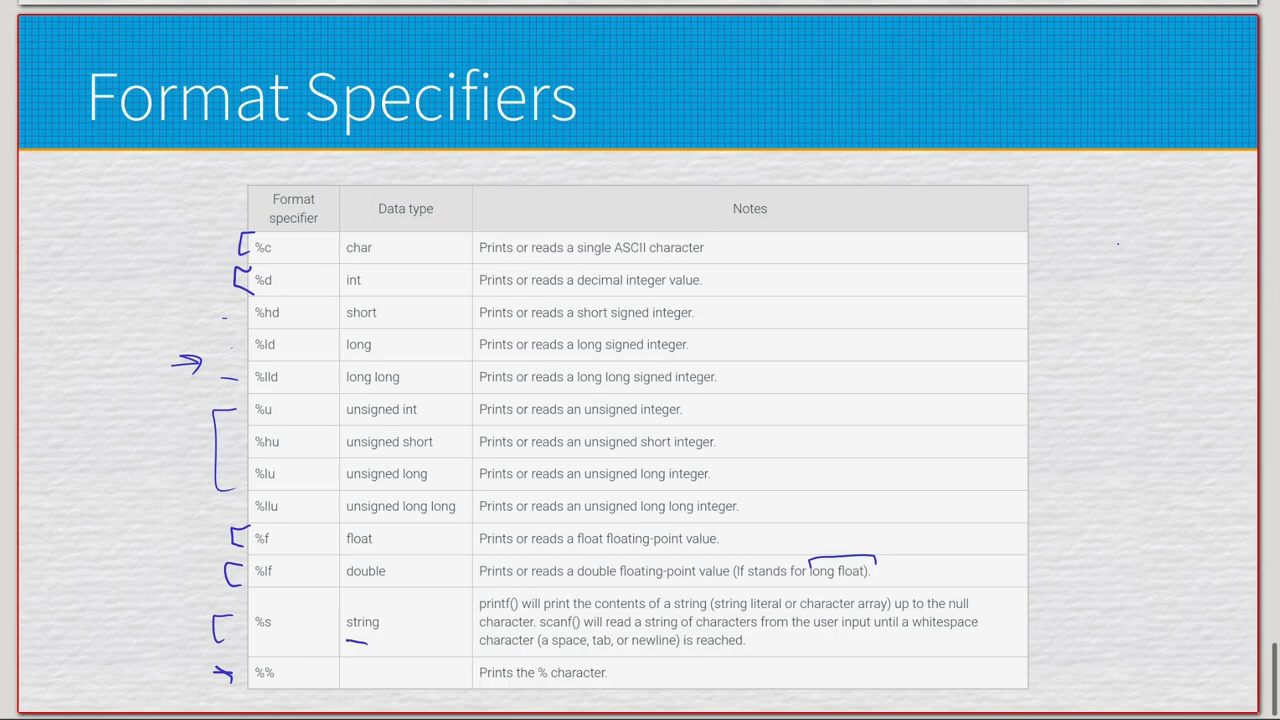 Format Specifiers
Format specifier Data type Notes
%c char Prints or reads a single ASCII character
%d int Prints or reads a decimal integer value.
%hd short Prints or reads a short signed integer.
%ld long Prints or reads a long signed integer.
%lld long long Prints or reads a long long signed integer.
%u unsigned int Prints or reads an unsigned integer.
%hu unsigned short Prints or reads an unsigned short integer.
%lu unsigned long Prints or reads an unsigned long integer.
%llu unsigned long long Prints or reads an unsigned long long integer.
%f float Prints or reads a float floating-point value.
%lf double Prints or reads a double floating-point value (lf stands for long float).
%s string printf() will print the contents of a string (string literal or character array) up to the null
character. scanf() will read a string of characters from the user input until a whitespace
character (a space, tab, or newline) is reached.
%% Prints the % character.